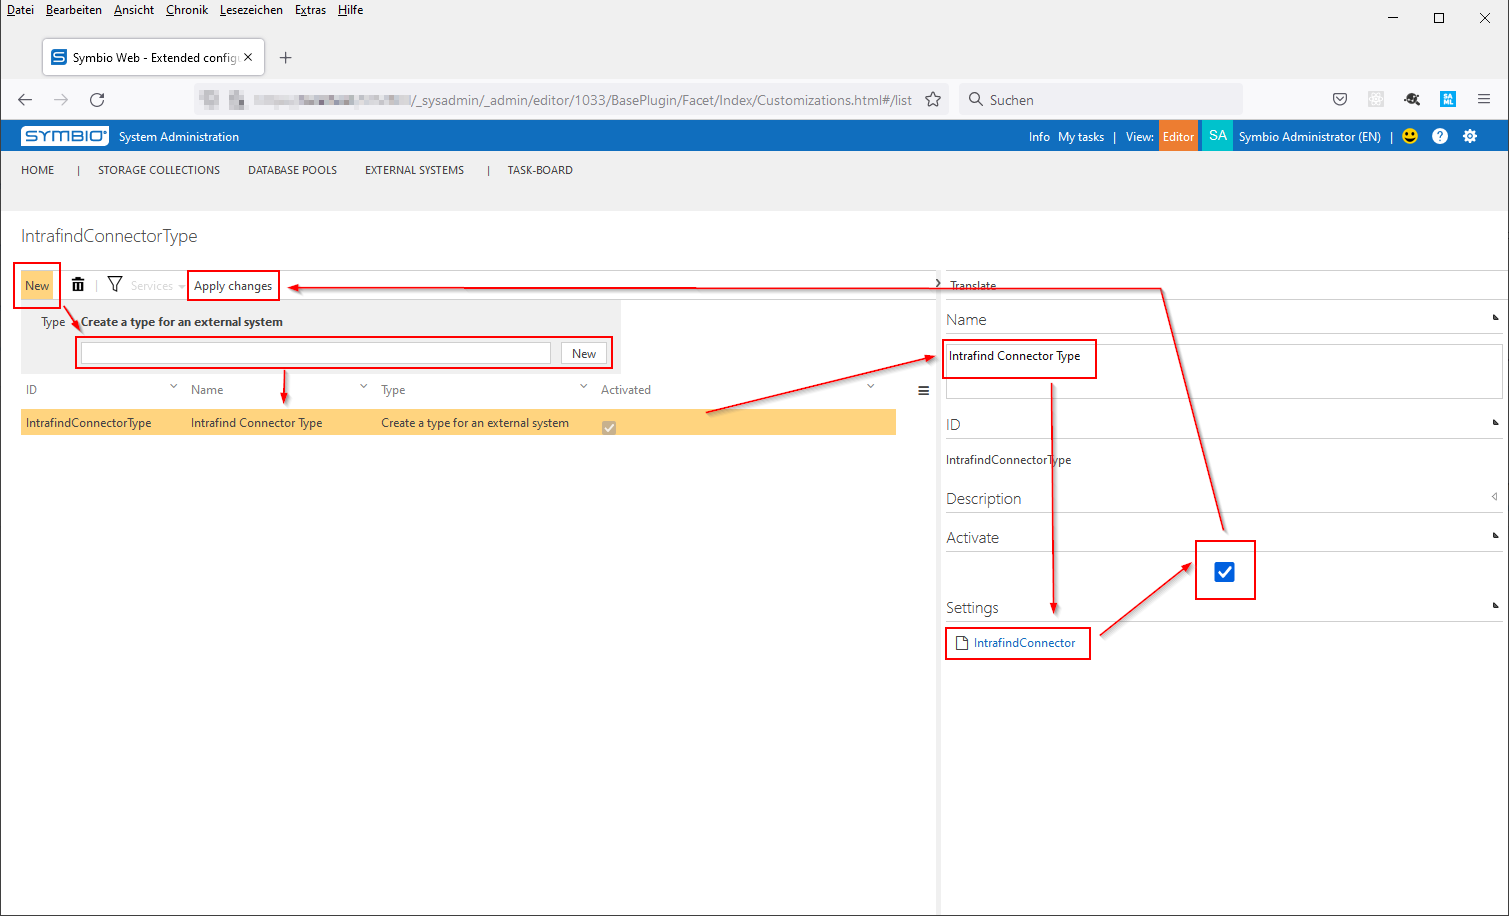 Datei Bearbeiten Ansicht Chronik Lesezeichen Extras Hilfe
Symbio Web - Extended config
/_sysadmin/_admin/editor/1033/BasePlugin/Facet/Index/Customizations.html#/list
Suchen
SA ML
SYMBIO System Administration
Info My tasks | View: Editor SA Symbio Administrator (EN) |
HOME | STORAGE COLLECTIONS DATABASE POOLS EXTERNAL SYSTEMS | TASK-BOARD
IntrafindConnectorType
New | Services Apply changes
Type Create a type for an external system
New
ID Name Type Activated
IntrafindConnectorType Intrafind Connector Type Create a type for an external system
Translate
Name
Intrafind Connector Type
ID
IntrafindConnectorType
Description
Activate
Settings
IntrafindConnector